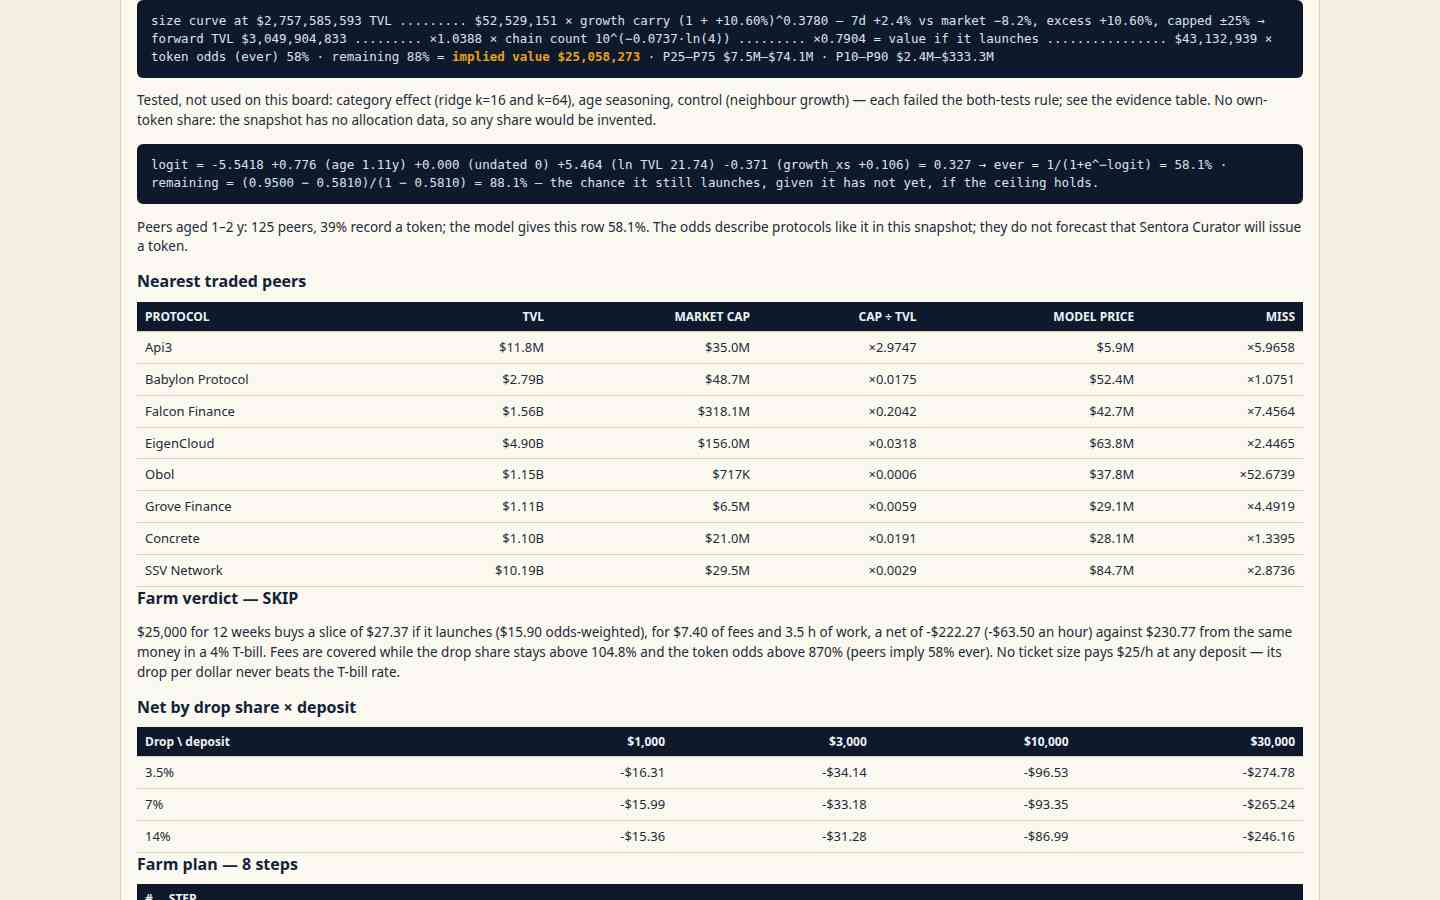 size curve at $2,757,585,593 TVL ......... $52,529,151 × growth carry (1 + +10.60%)^0.3780 — 7d +2.4% vs market −8.2%, excess +10.60%, capped ±25% →
forward TVL $3,049,904,833 ......... ×1.0388 × chain count 10^(−0.0737·ln(4)) ......... ×0.7904 = value if it launches ................ $43,132,939 ×
token odds (ever) 58% · remaining 88% = implied value $25,058,273 · P25–P75 $7.5M–$74.1M · P10–P90 $2.4M–$333.3M
Tested, not used on this board: category effect (ridge k=16 and k=64), age seasoning, control (neighbour growth) — each failed the both-tests rule; see the evidence table. No own-
token share: the snapshot has no allocation data, so any share would be invented.
logit = -5.5418 +0.776 (age 1.11y) +0.000 (undated 0) +5.464 (ln TVL 21.74) -0.371 (growth_xs +0.106) = 0.327 → ever = 1/(1+e^−logit) = 58.1% ·
remaining = (0.9500 − 0.5810)/(1 − 0.5810) = 88.1% — the chance it still launches, given it has not yet, if the ceiling holds.
Peers aged 1–2 y: 125 peers, 39% record a token; the model gives this row 58.1%. The odds describe protocols like it in this snapshot; they do not forecast that Sentora Curator will issue
a token.
Nearest traded peers
PROTOCOL TVL MARKET CAP CAP ÷ TVL MODEL PRICE MISS
Api3 $11.8M $35.0M ×2.9747 $5.9M ×5.9658
Babylon Protocol $2.79B $48.7M ×0.0175 $52.4M ×1.0751
Falcon Finance $1.56B $318.1M ×0.2042 $42.7M ×7.4564
EigenCloud $4.90B $156.0M ×0.0318 $63.8M ×2.4465
Obol $1.15B $717K ×0.0006 $37.8M ×52.6739
Grove Finance $1.11B $6.5M ×0.0059 $29.1M ×4.4919
Concrete $1.10B $21.0M ×0.0191 $28.1M ×1.3395
SSV Network $10.19B $29.5M ×0.0029 $84.7M ×2.8736
Farm verdict — SKIP
$25,000 for 12 weeks buys a slice of $27.37 if it launches ($15.90 odds-weighted), for $7.40 of fees and 3.5 h of work, a net of -$222.27 (-$63.50 an hour) against $230.77 from the same
money in a 4% T-bill. Fees are covered while the drop share stays above 104.8% and the token odds above 870% (peers imply 58% ever). No ticket size pays $25/h at any deposit — its
drop per dollar never beats the T-bill rate.
Net by drop share × deposit
Drop \ deposit $1,000 $3,000 $10,000 $30,000
3.5% -$16.31 -$34.14 -$96.53 -$274.78
7% -$15.99 -$33.18 -$93.35 -$265.24
14% -$15.36 -$31.28 -$86.99 -$246.16
Farm plan — 8 steps
# STEP